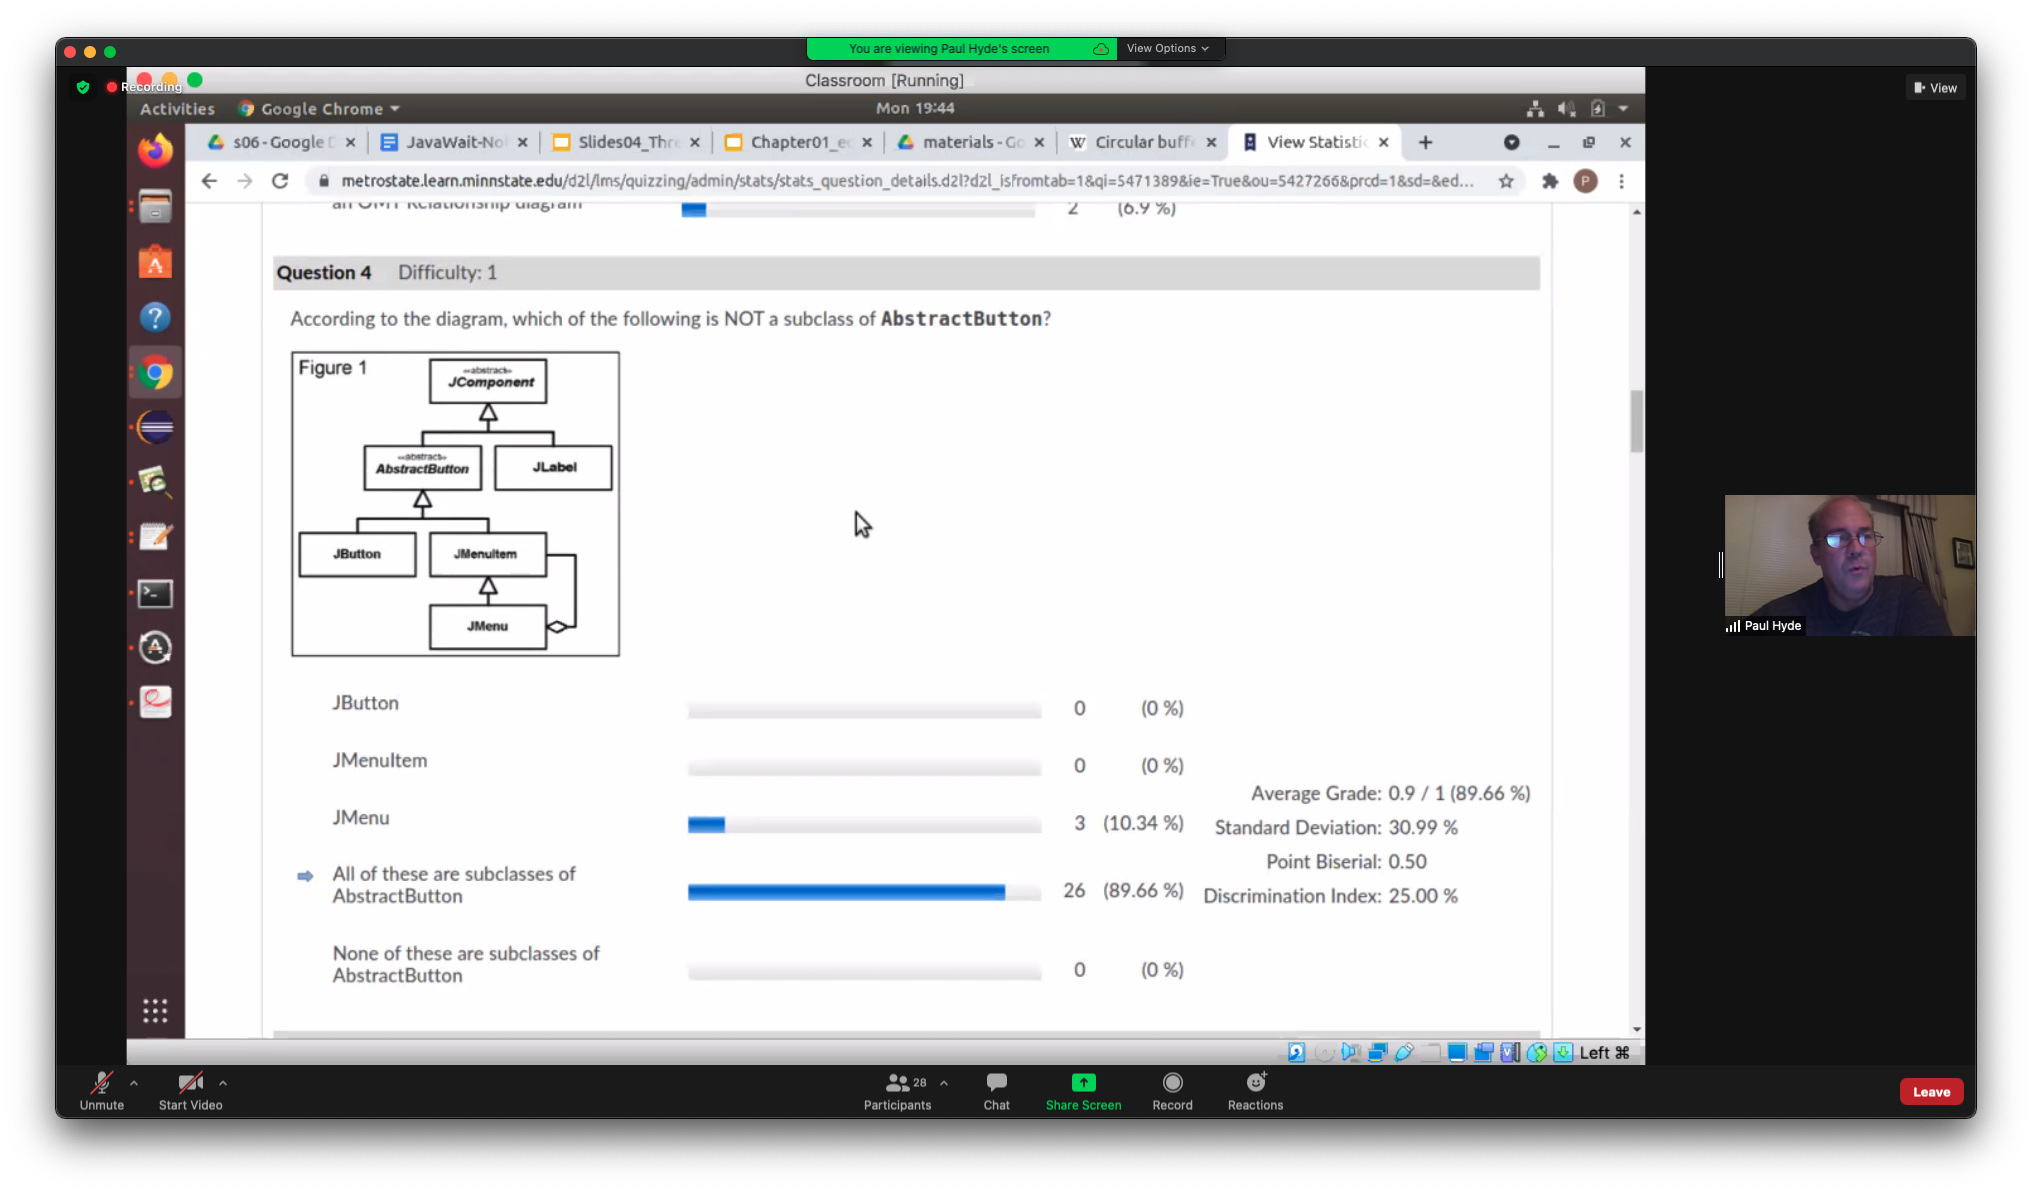 You are viewing Paul Hyde's screen
View Options
Classroom [Running]
Recording
View
Activities
Google Chrome
Mon 19:44
s06 - Google
JavaWait-No
Slides04_Thr
Chapter01_e
materials - Go
Circular buff
View Statistic
metrostate.learn.minnstate.edu/d2l/lms/quizzing/admin/stats/stats_question_details.d2l?d2l_isfromtab=1&qi=5471389&ie=True&ou=5427266&prcd=1&sd=&ed...
P
an OMT Relationship diagram 2 (6.9 %)
Question 4 Difficulty: 1
According to the diagram, which of the following is NOT a subclass of AbstractButton?
Figure 1
«abstract»
JComponent
«abstract»
AbstractButton
JLabel
JButton
JMenuItem
JMenu
JButton 0 (0 %)
JMenuItem 0 (0 %)
JMenu 3 (10.34 %)
All of these are subclasses of
AbstractButton
26 (89.66 %)
None of these are subclasses of
AbstractButton
0 (0 %)
Average Grade: 0.9 / 1 (89.66 %)
Standard Deviation: 30.99 %
Point Biserial: 0.50
Discrimination Index: 25.00 %
Paul Hyde
Left ⌘
Unmute
Start Video
28
Participants
Chat
Share Screen
Record
Reactions
Leave